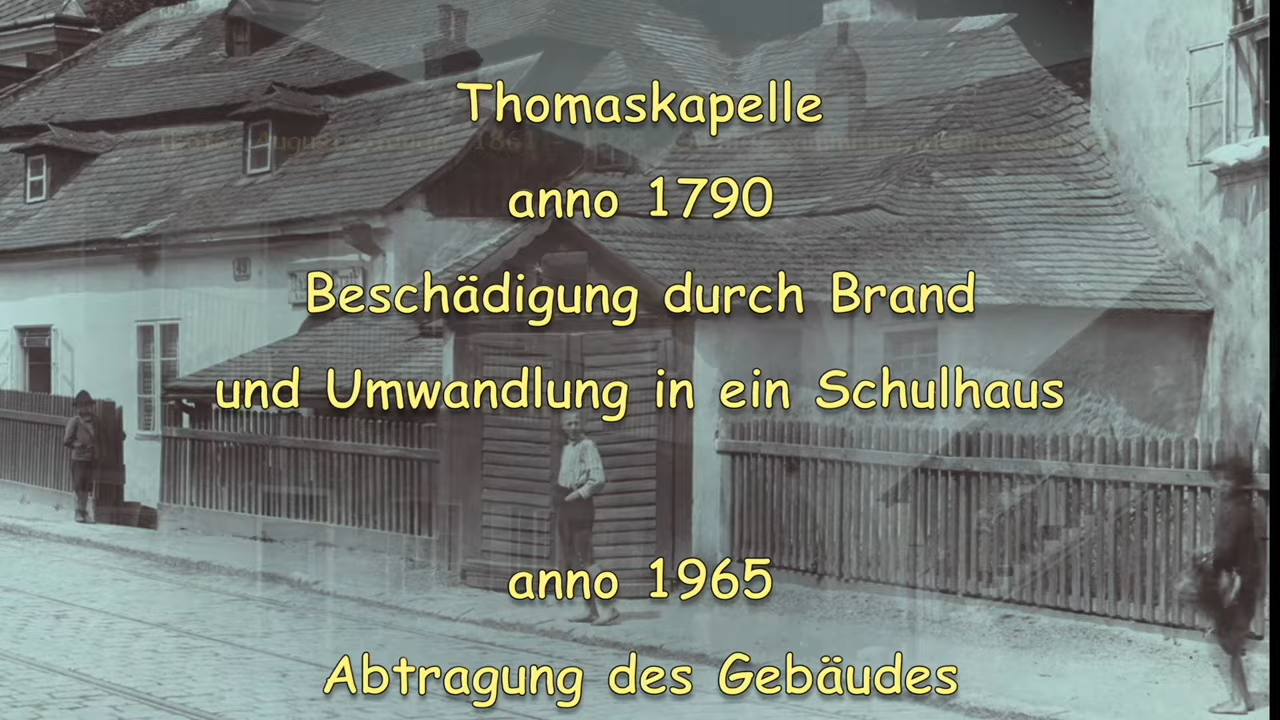 Thomaskapelle
anno 1790
Beschädigung durch Brand
und Umwandlung in ein Schulhaus
anno 1965
Abtragung des Gebäudes